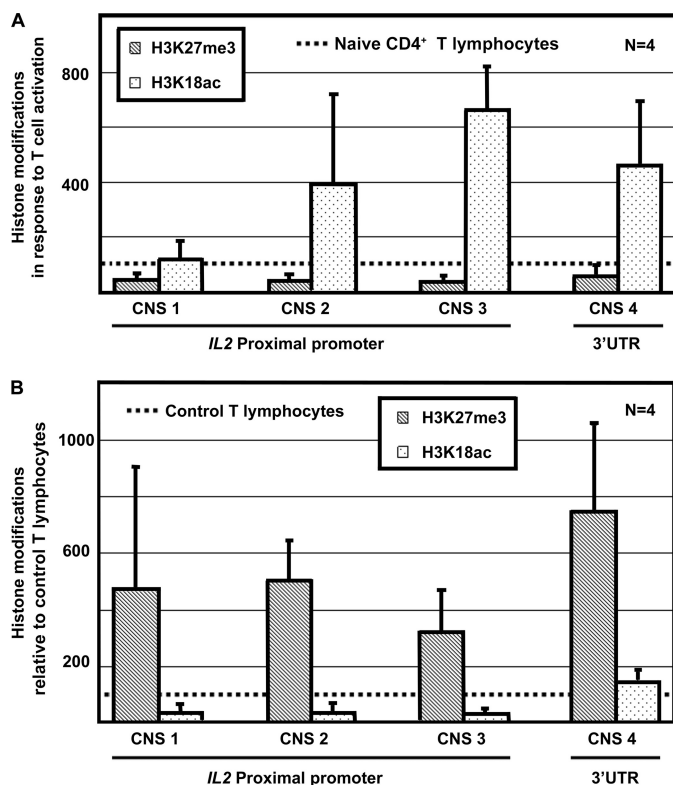 A
H3K27me3
H3K18ac
Naive CD4⁺ T lymphocytes
N=4
Histone modifications
in response to T cell activation
800
400
CNS 1 CNS 2 CNS 3 CNS 4
IL2 Proximal promoter 3'UTR
B
Control T lymphocytes
H3K27me3
H3K18ac
N=4
Histone modifications
relative to control T lymphocytes
1000
600
200
CNS 1 CNS 2 CNS 3 CNS 4
IL2 Proximal promoter 3'UTR